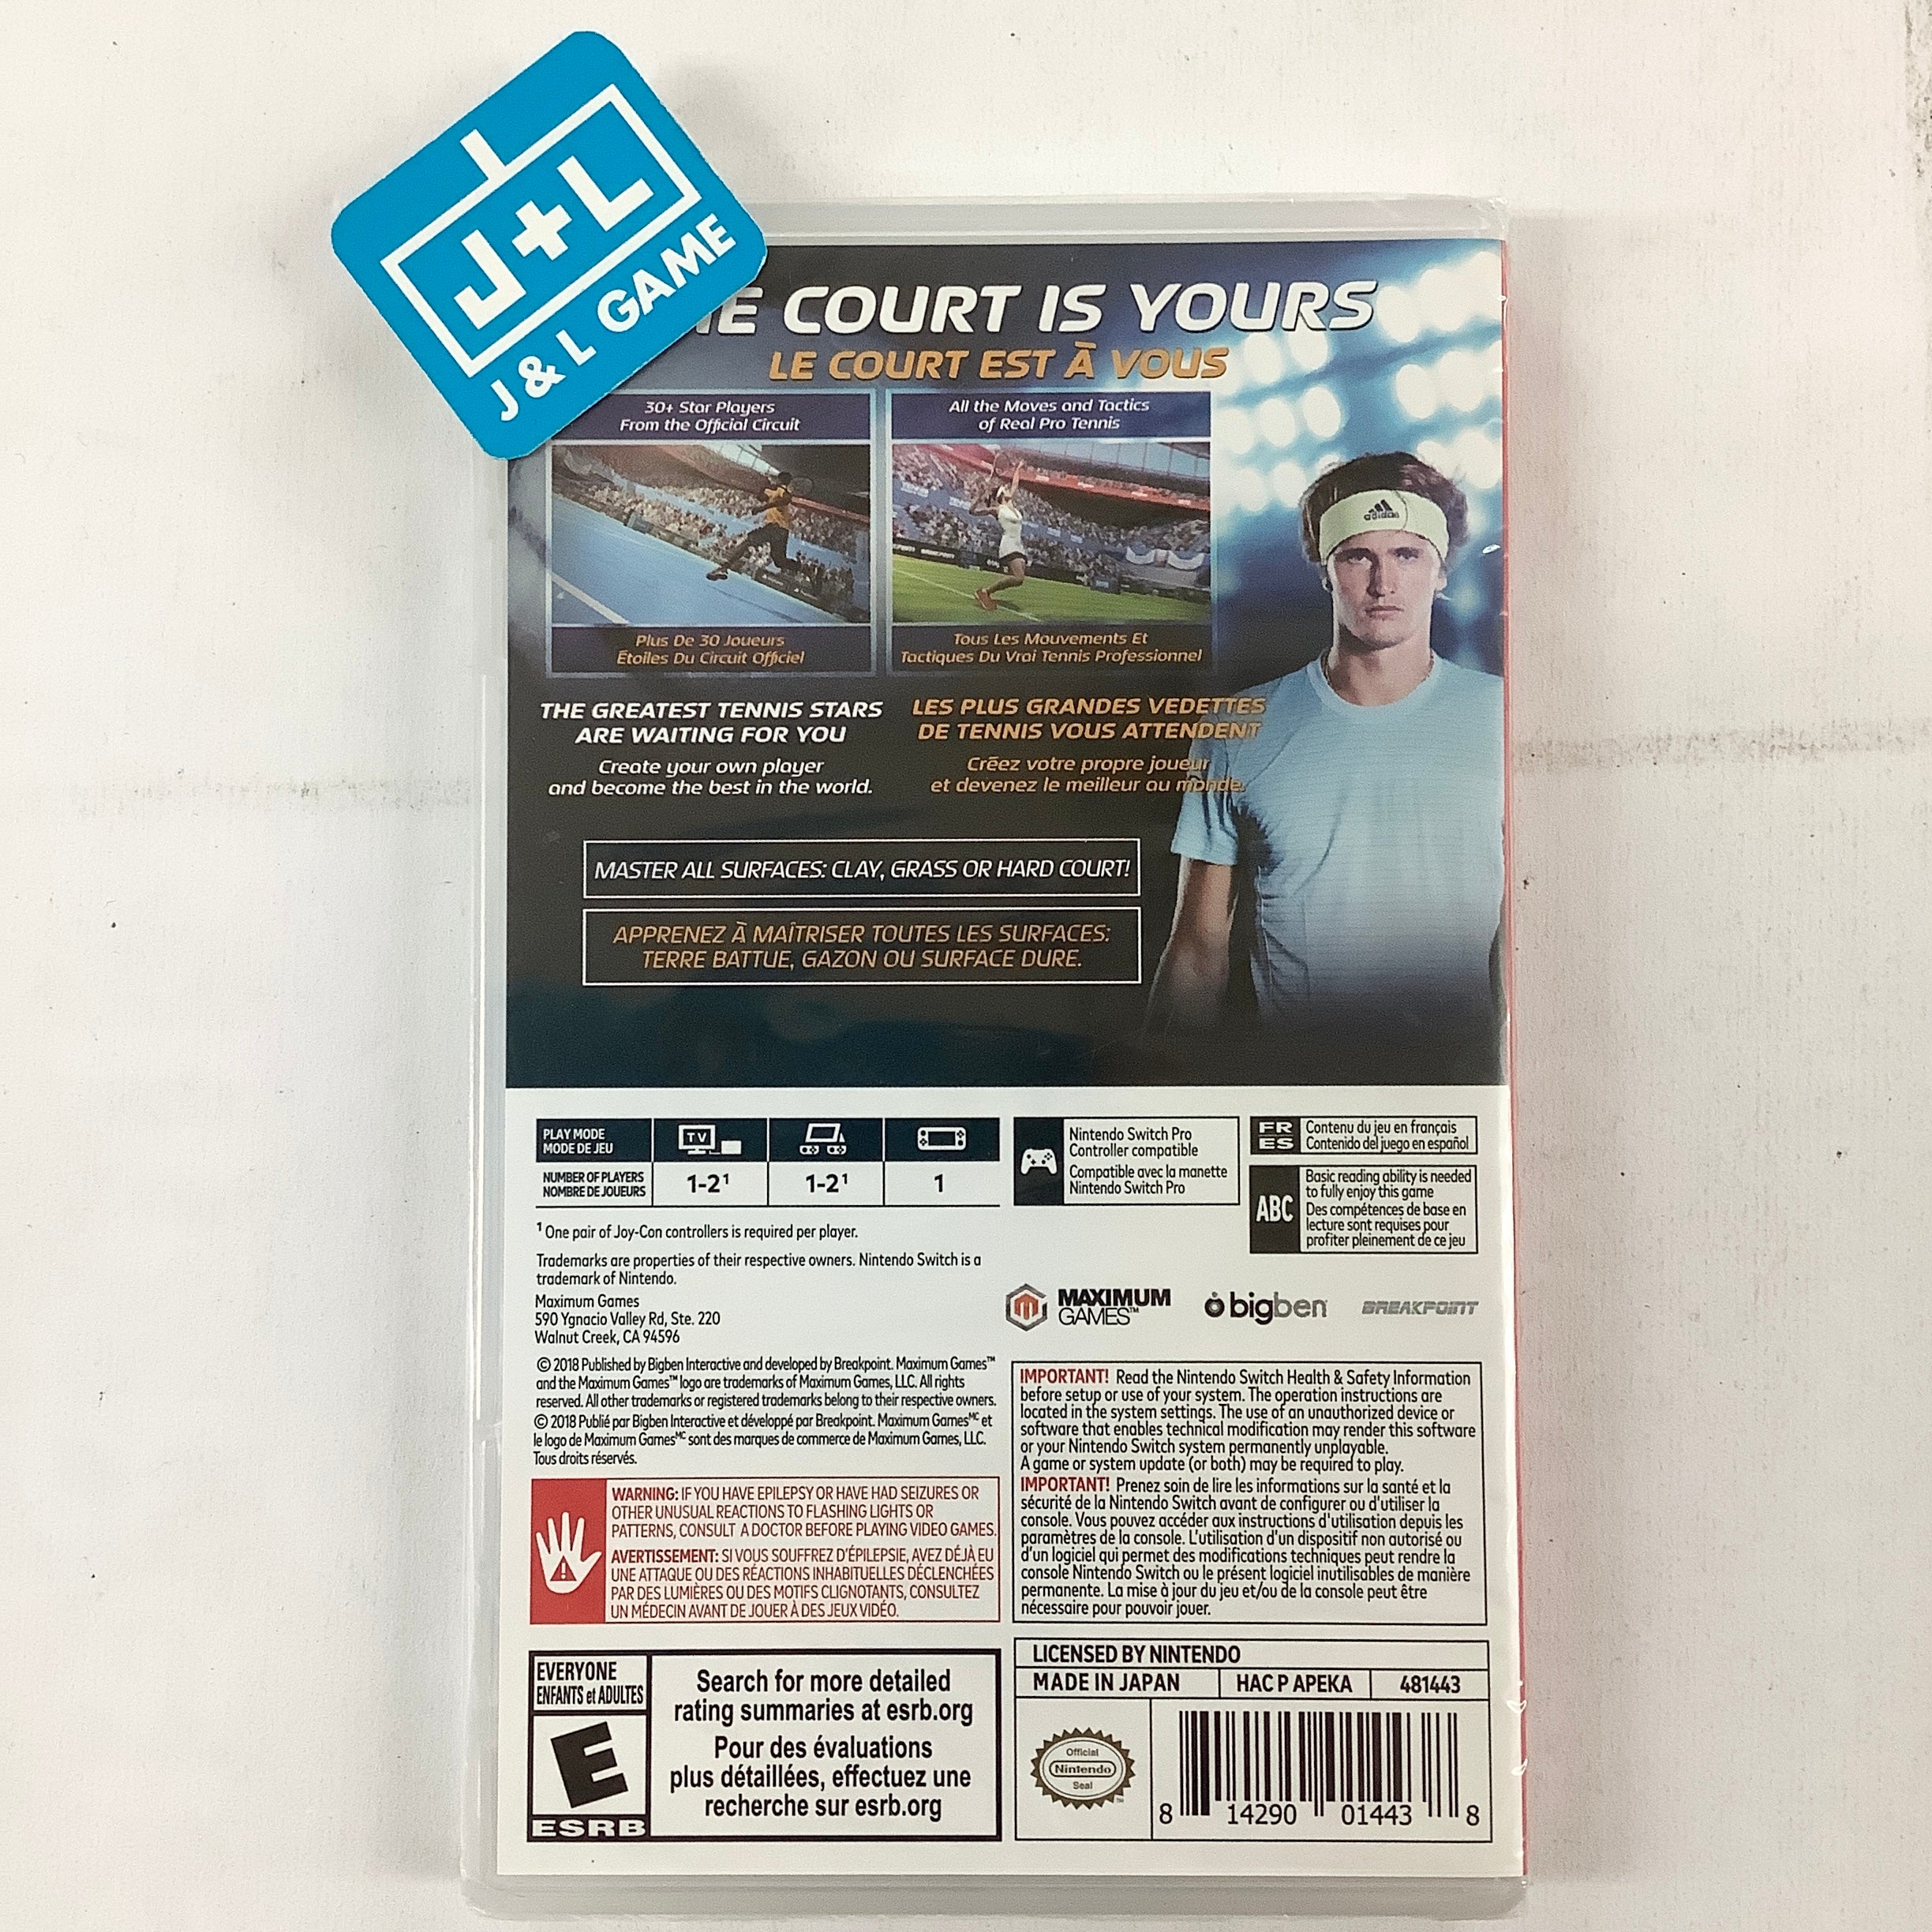 J+L
J & L GAME
E COURT IS YOURS
LE COURT EST À VOUS
30+ Star Players
From the Official Circuit
All the Moves and Tactics
of Real Pro Tennis
adidas
Plus De 30 Joueurs
Étoiles Du Circuit Officiel
Tous Les Mouvements Et
Tactiques Du Vrai Tennis Professionnel
THE GREATEST TENNIS STARS
ARE WAITING FOR YOU
Create your own player
and become the best in the world.
LES PLUS GRANDES VEDETTES
DE TENNIS VOUS ATTENDENT
Créez votre propre joueur
et devenez le meilleur au monde.
MASTER ALL SURFACES: CLAY, GRASS OR HARD COURT!
APPRENEZ À MAÎTRISER TOUTES LES SURFACES:
TERRE BATTUE, GAZON OU SURFACE DURE.
PLAY MODE
MODE DE JEU
TV
NUMBER OF PLAYERS
NOMBRE DE JOUEURS
1-2¹
1-2¹
1
Nintendo Switch Pro
Controller compatible
Compatible avec la manette
Nintendo Switch Pro
FR
ES
Contenu du jeu en français
Contenido del juego en español
ABC
Basic reading ability is needed
to fully enjoy this game
Des compétences de base en
lecture sont requises pour
profiter pleinement de ce jeu
¹ One pair of Joy-Con controllers is required per player.
Trademarks are properties of their respective owners. Nintendo Switch is a
trademark of Nintendo.
Maximum Games
590 Ygnacio Valley Rd, Ste. 220
Walnut Creek, CA 94596
MAXIMUM
GAMES™
bigben
BREAKPOINT
© 2018 Published by Bigben Interactive and developed by Breakpoint. Maximum Games™
and the Maximum Games™ logo are trademarks of Maximum Games, LLC. All rights
reserved. All other trademarks or registered trademarks belong to their respective owners.
© 2018 Publié par Bigben Interactive et développé par Breakpoint. Maximum Games MC et
le logo de Maximum Games MC sont des marques de commerce de Maximum Games, LLC.
Tous droits réservés.
WARNING: IF YOU HAVE EPILEPSY OR HAVE HAD SEIZURES OR
OTHER UNUSUAL REACTIONS TO FLASHING LIGHTS OR
PATTERNS, CONSULT A DOCTOR BEFORE PLAYING VIDEO GAMES.
AVERTISSEMENT: SI VOUS SOUFFREZ D'ÉPILEPSIE, AVEZ DÉJÀ EU
UNE ATTAQUE OU DES RÉACTIONS INHABITUELLES DÉCLENCHÉES
PAR DES LUMIÈRES OU DES MOTIFS CLIGNOTANTS, CONSULTEZ
UN MÉDECIN AVANT DE JOUER À DES JEUX VIDÉO.
IMPORTANT! Read the Nintendo Switch Health & Safety Information
before setup or use of your system. The operation instructions are
located in the system settings. The use of an unauthorized device or
software that enables technical modification may render this software
or your Nintendo Switch system permanently unplayable.
A game or system update (or both) may be required to play.
IMPORTANT! Prenez soin de lire les informations sur la santé et la
sécurité de la Nintendo Switch avant de configurer ou d'utiliser la
console. Vous pouvez accéder aux instructions d'utilisation depuis les
paramètres de la console. L'utilisation d'un dispositif non autorisé ou
d'un logiciel qui permet des modifications techniques peut rendre la
console Nintendo Switch ou le présent logiciel inutilisables de manière
permanente. La mise à jour du jeu et/ou de la console peut être
nécessaire pour pouvoir jouer.
EVERYONE
ENFANTS et ADULTES
E
ESRB
Search for more detailed
rating summaries at esrb.org
Pour des évaluations
plus détaillées, effectuez une
recherche sur esrb.org
LICENSED BY NINTENDO
MADE IN JAPAN
HAC P APEKA
481443
Official
Nintendo
Seal
8 14290 01443 8